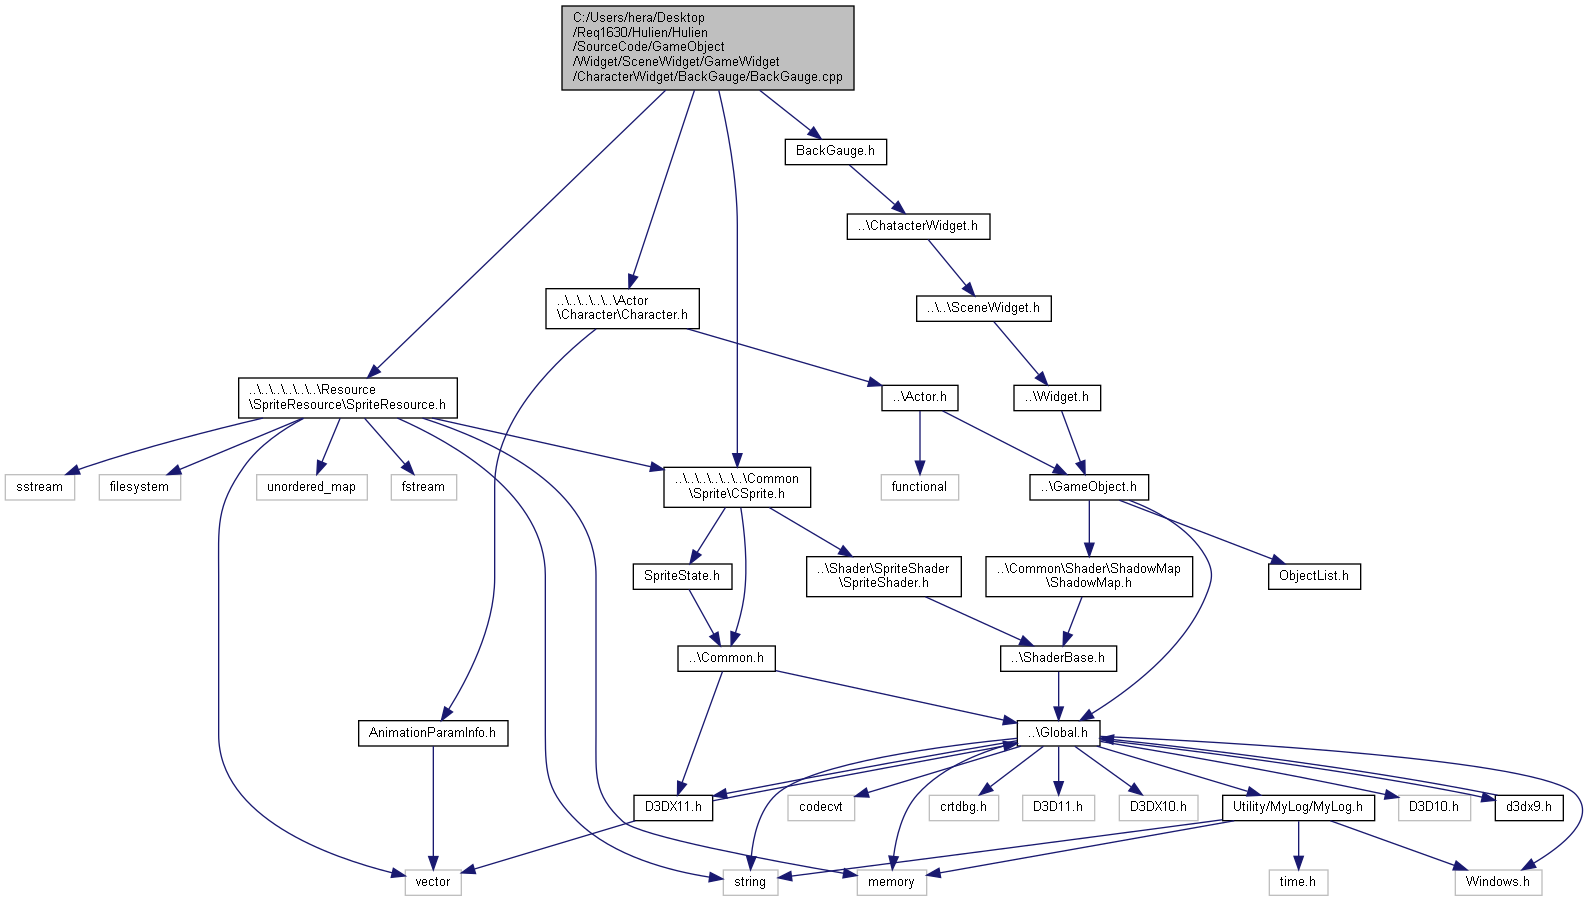 C:/Users/hera/Desktop
/Req1630/Hulien/Hulien
/SourceCode/GameObject
/Widget/SceneWidget/GameWidget
/CharacterWidget/BackGauge/BackGauge.cpp
BackGauge.h
..\ChatacterWidget.h
..\..\..\..\..\Actor
\Character\Character.h
..\..\SceneWidget.h
..\..\..\..\..\..\Resource
\SpriteResource\SpriteResource.h
..\Actor.h
..\Widget.h
sstream
filesystem
unordered_map
fstream
..\..\..\..\..\..\Common
\Sprite\CSprite.h
functional
..\GameObject.h
SpriteState.h
..\Shader\SpriteShader
\SpriteShader.h
..\Common\Shader\ShadowMap
\ShadowMap.h
ObjectList.h
..\Common.h
..\ShaderBase.h
AnimationParamInfo.h
..\Global.h
D3DX11.h
codecvt
crtdbg.h
D3D11.h
D3DX10.h
Utility/MyLog/MyLog.h
D3D10.h
d3dx9.h
vector
string
memory
time.h
Windows.h